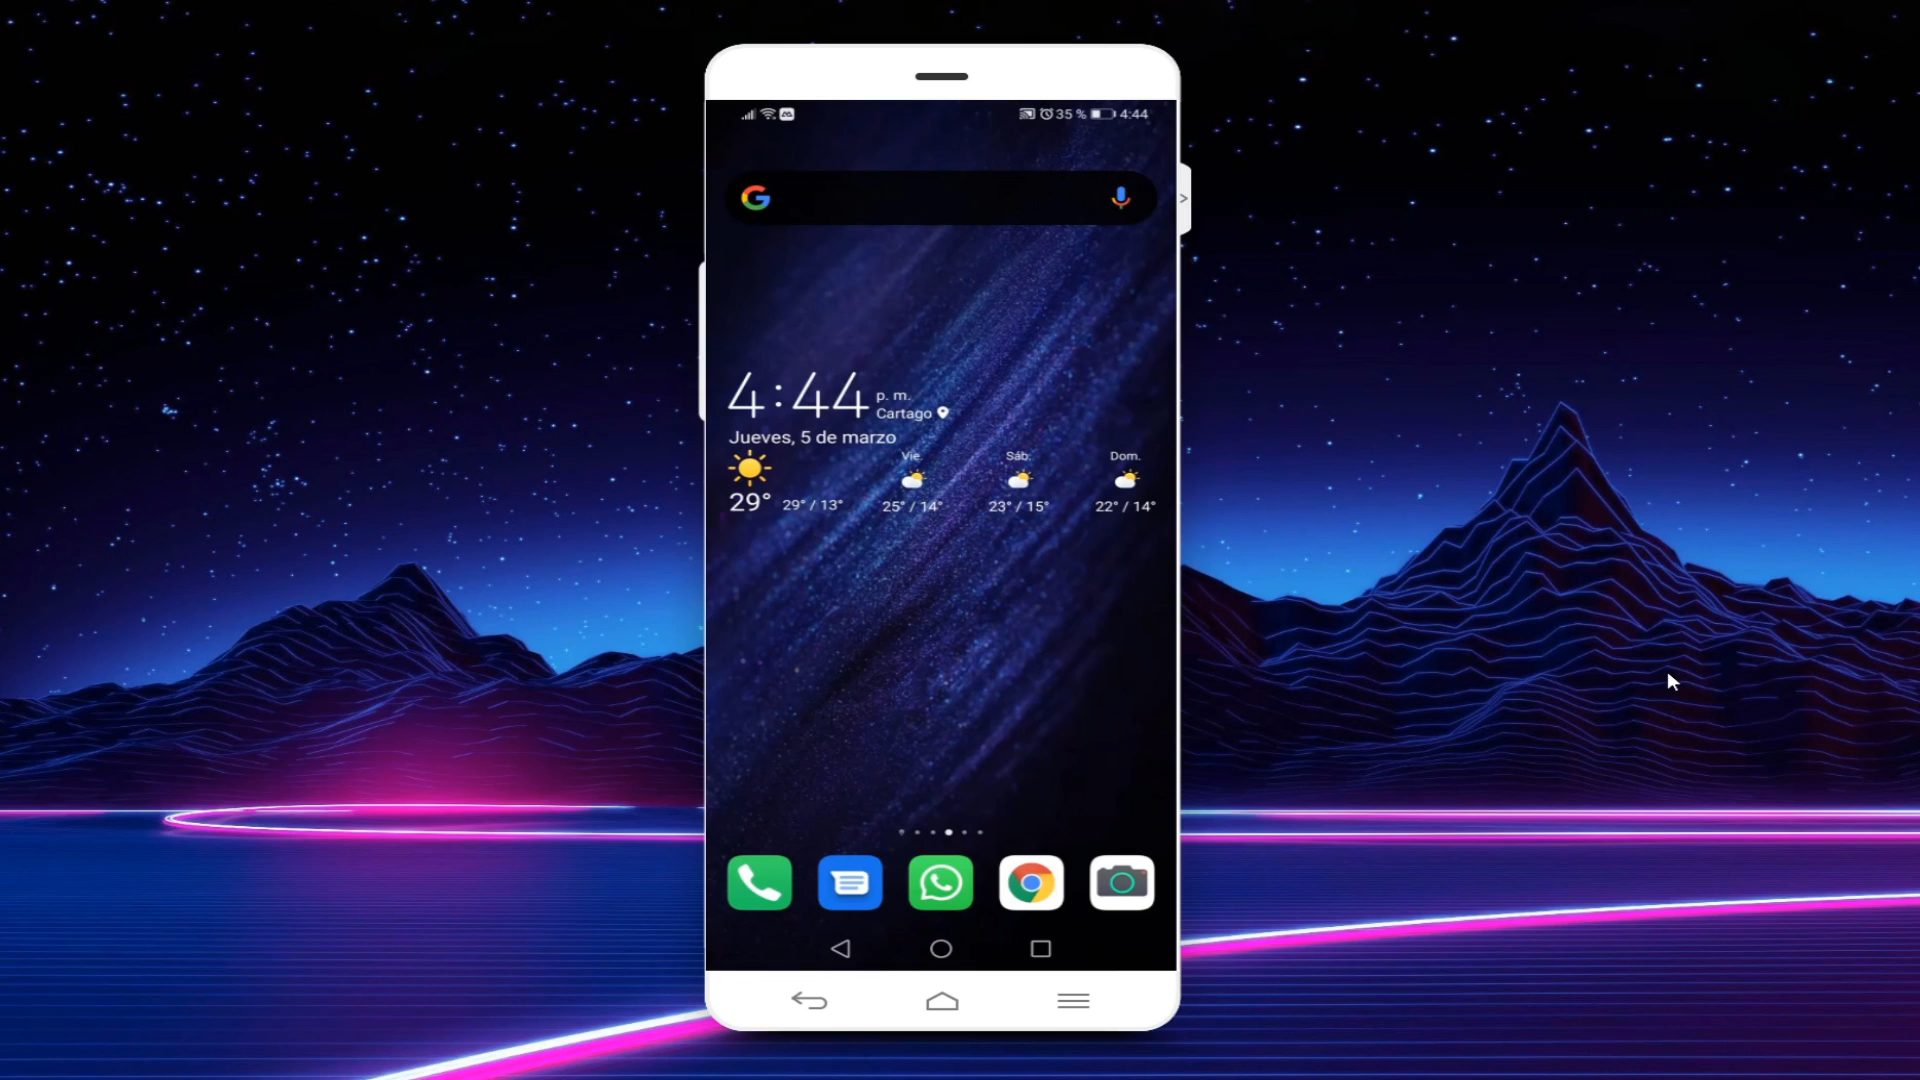 35 % 4:44
4:44 p. m.
Cartago
Jueves, 5 de marzo
29° 29° / 13°
Vie. 25° / 14°
Sáb. 23° / 15°
Dom. 22° / 14°